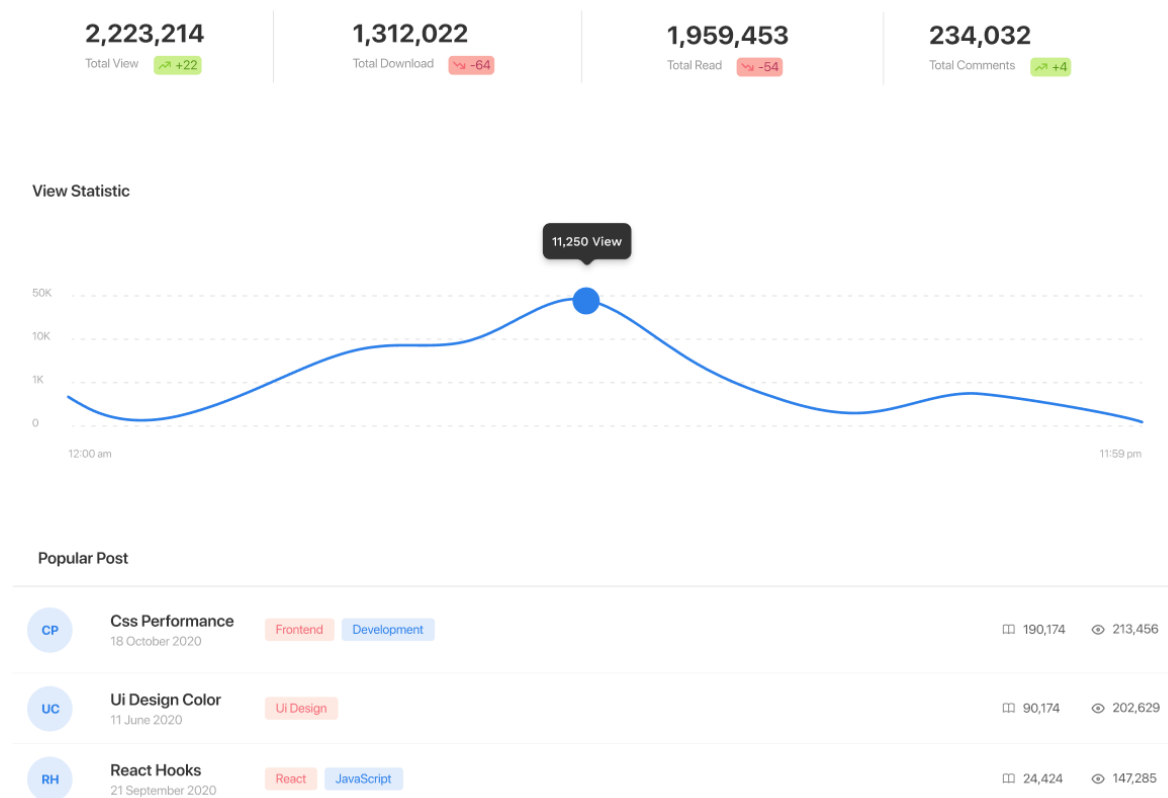 2,223,214
Total View +22
1,312,022
Total Download -64
1,959,453
Total Read -54
234,032
Total Comments +4
View Statistic
11,250 View
50K
10K
1K
0
12:00 am 11:59 pm
Popular Post
CP
Css Performance
18 October 2020
Frontend Development
190,174 213,456
UC
Ui Design Color
11 June 2020
Ui Design
90,174 202,629
RH
React Hooks
21 September 2020
React JavaScript
24,424 147,285